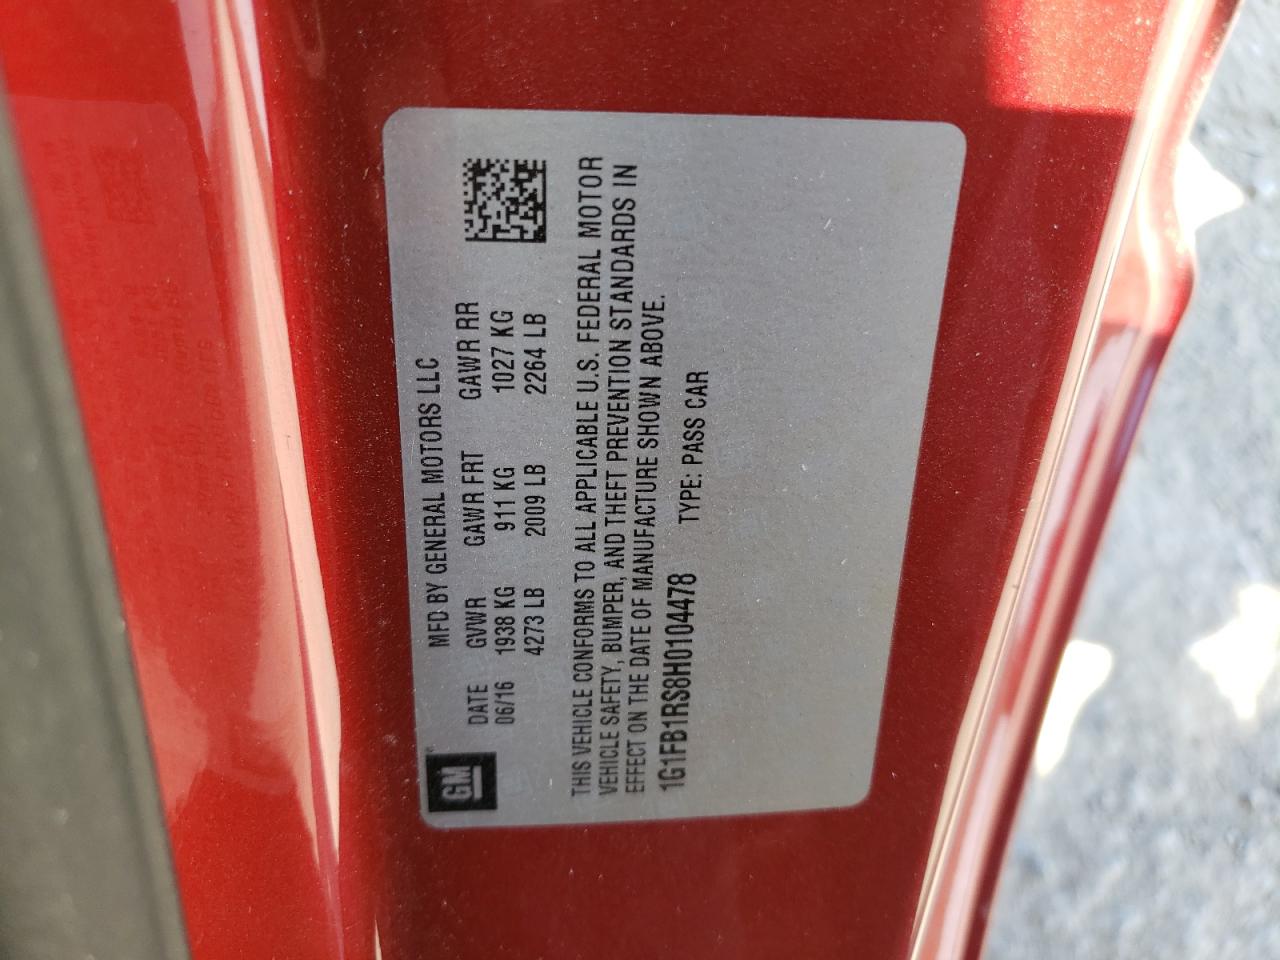 GM
MFD BY GENERAL MOTORS LLC
DATE GVWR GAWR FRT GAWR RR
06/16 1938 KG 911 KG 1027 KG
4273 LB 2009 LB 2264 LB
THIS VEHICLE CONFORMS TO ALL APPLICABLE U.S. FEDERAL MOTOR
VEHICLE SAFETY, BUMPER, AND THEFT PREVENTION STANDARDS IN
EFFECT ON THE DATE OF MANUFACTURE SHOWN ABOVE.
1G1FB1RS8H0104478 TYPE: PASS CAR